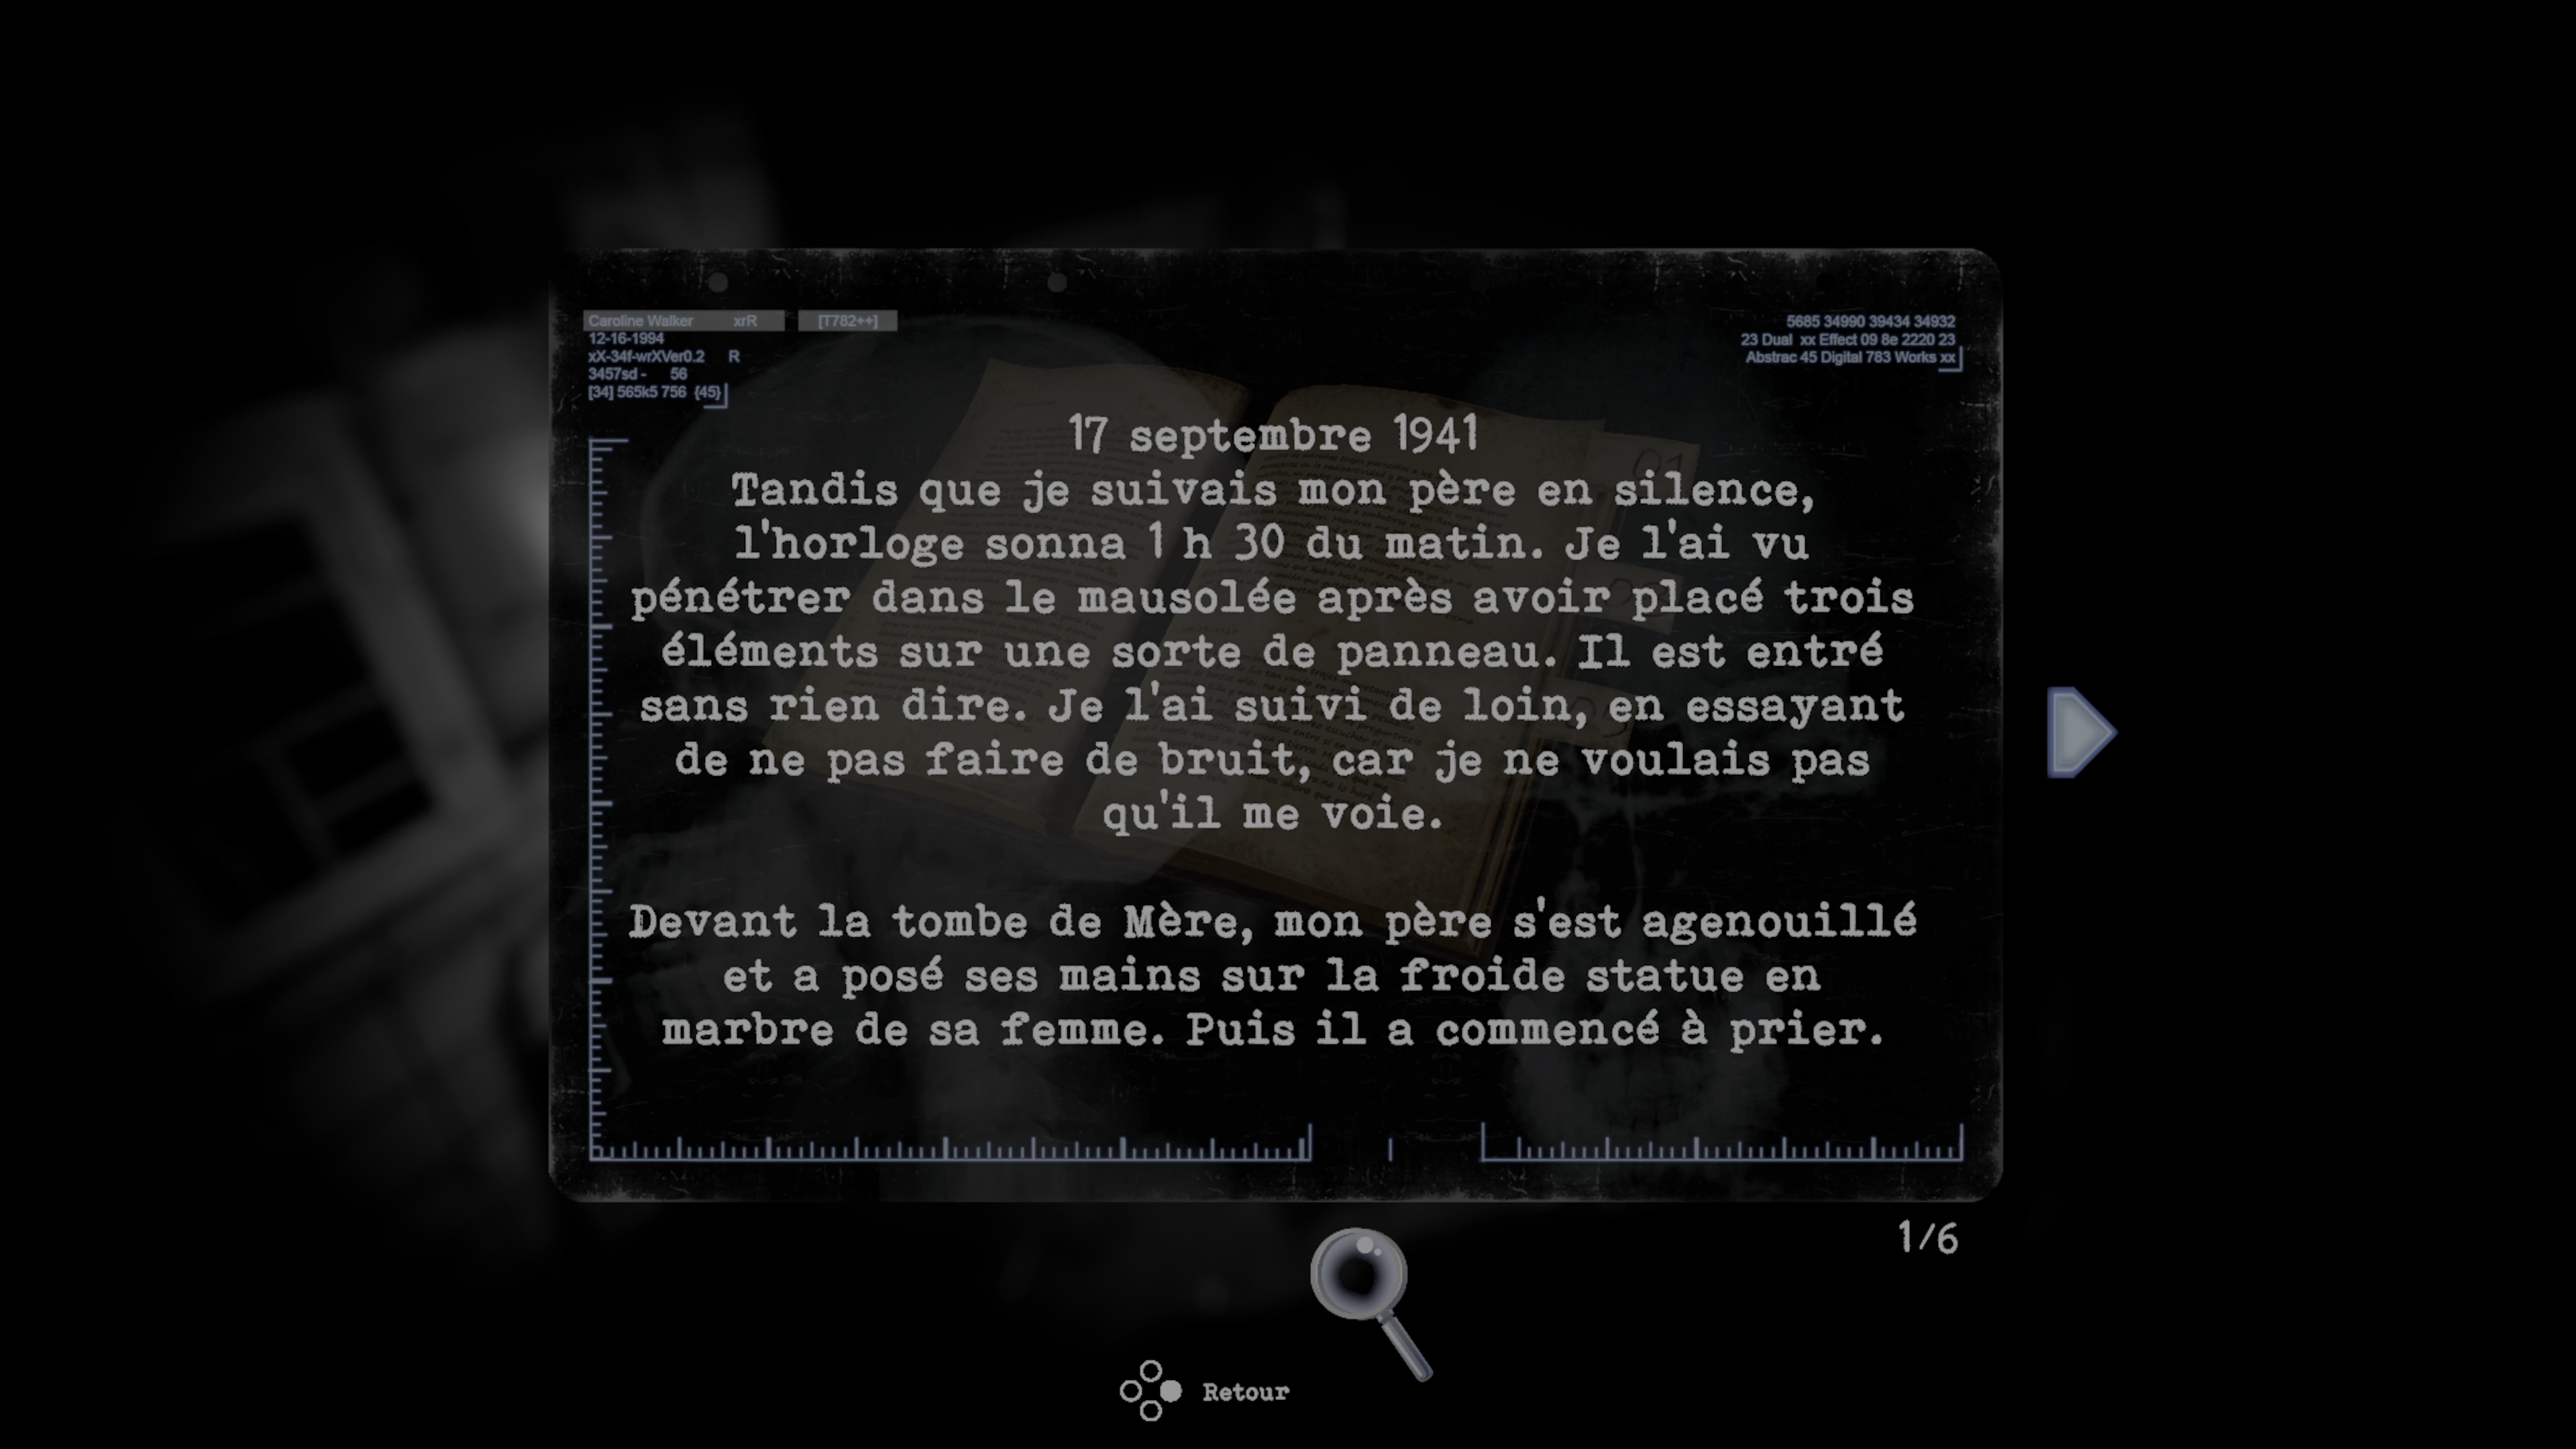 Caroline Walker xrR [T782++]
12-16-1994
xX-34f-wrXVer0.2 R
3457sd - 56
[34] 565k5 756 {45}
5685 34990 39434 34932
23 Dual xx Effect 09 8e 2220 23
Abstrac 45 Digital 783 Works xx
17 septembre 1941
Tandis que je suivais mon père en silence,
l'horloge sonna 1 h 30 du matin. Je l'ai vu
pénétrer dans le mausolée après avoir placé trois
éléments sur une sorte de panneau. Il est entré
sans rien dire. Je l'ai suivi de loin, en essayant
de ne pas faire de bruit, car je ne voulais pas
qu'il me voie.
Devant la tombe de Mère, mon père s'est agenouillé
et a posé ses mains sur la froide statue en
marbre de sa femme. Puis il a commencé à prier.
1/6
Retour